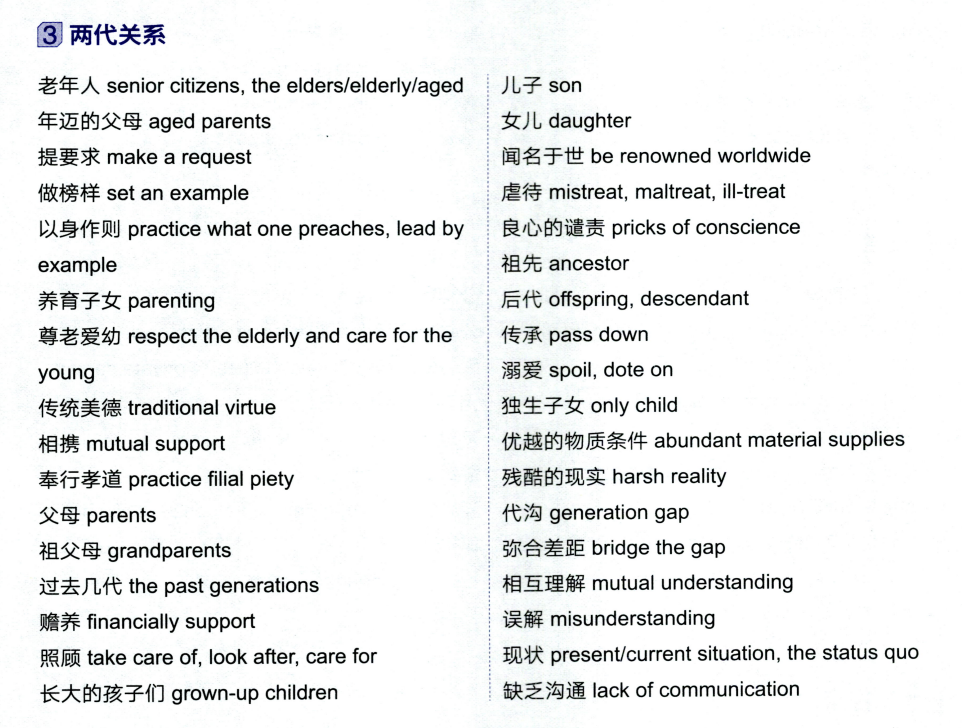 3 两代关系
老年人 senior citizens, the elders/elderly/aged
年迈的父母 aged parents
提要求 make a request
做榜样 set an example
以身作则 practice what one preaches, lead by
example
养育子女 parenting
尊老爱幼 respect the elderly and care for the
young
传统美德 traditional virtue
相携 mutual support
奉行孝道 practice filial piety
父母 parents
祖父母 grandparents
过去几代 the past generations
赡养 financially support
照顾 take care of, look after, care for
长大的孩子们 grown-up children
儿子 son
女儿 daughter
闻名于世 be renowned worldwide
虐待 mistreat, maltreat, ill-treat
良心的谴责 pricks of conscience
祖先 ancestor
后代 offspring, descendant
传承 pass down
溺爱 spoil, dote on
独生子女 only child
优越的物质条件 abundant material supplies
残酷的现实 harsh reality
代沟 generation gap
弥合差距 bridge the gap
相互理解 mutual understanding
误解 misunderstanding
现状 present/current situation, the status quo
缺乏沟通 lack of communication